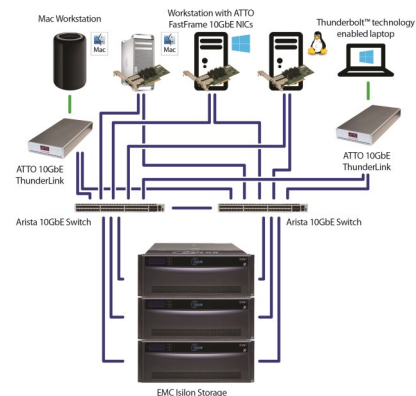 Mac Workstation
Mac
Mac
Workstation with ATTO
FastFrame 10GbE NICs
Thunderbolt™ technology
enabled laptop
ATTO 10GbE
ThunderLink
ATTO 10GbE
ThunderLink
Arista 10GbE Switch
Arista 10GbE Switch
EMC Isilon Storage